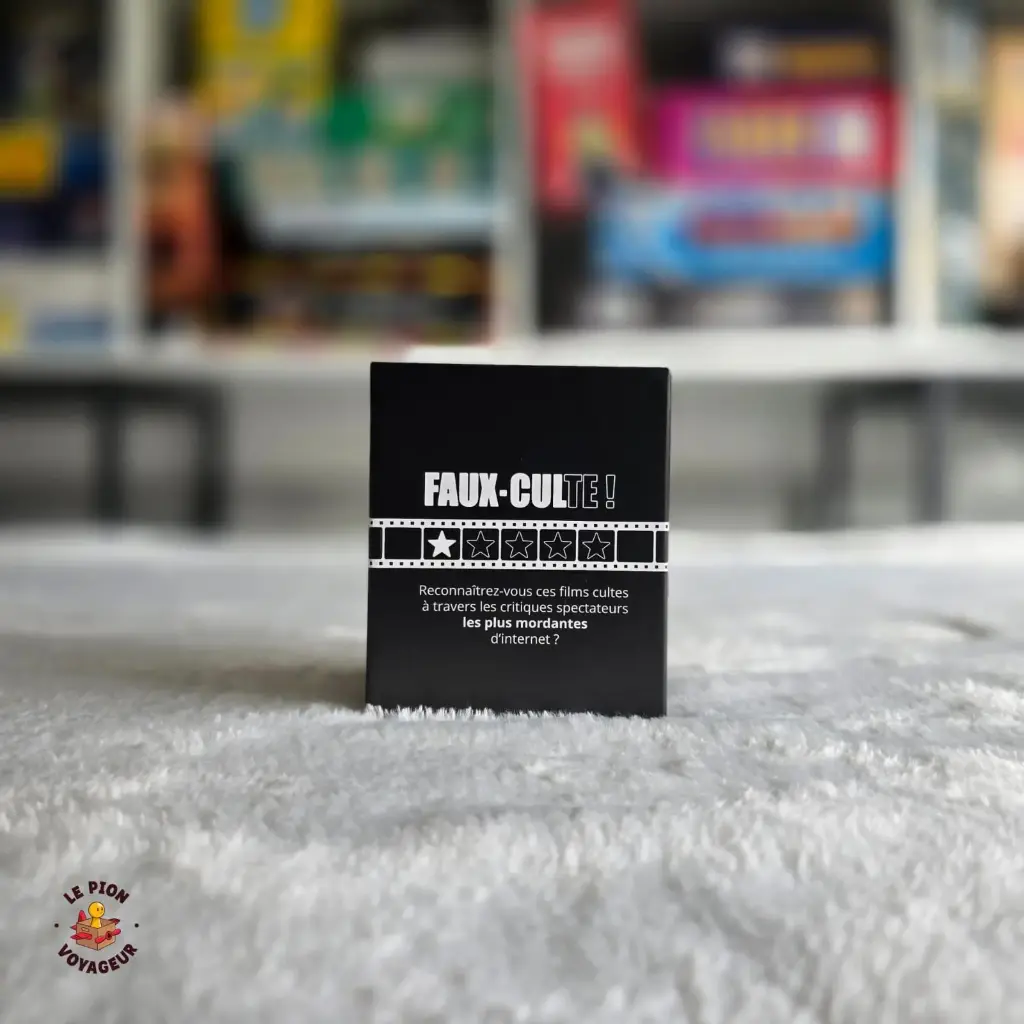 FAUX-CULTE !
Reconnaîtrez-vous ces films cultes
à travers les critiques spectateurs
les plus mordantes
d'internet ?
LE PION
VOYAGEUR